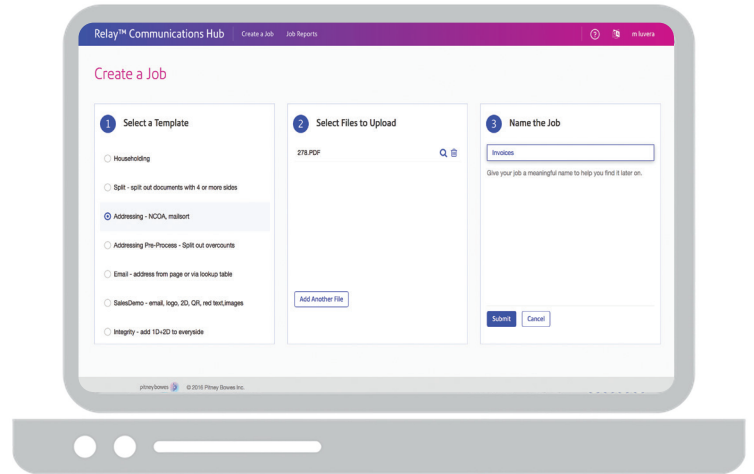 Relay™ Communications Hub Create a Job Job Reports ? m luvera
Create a Job
1 Select a Template
Householding
Split - spilt out documents with 4 or more sides
Addressing - NCOA, mailsort
Addressing Pre-Process - Split out overcounts
Email - address from page or via lookup table
SalesDemo - email, logo, 2D, QR, red text,images
Integrity - add 1D+2D to everyside
2 Select Files to Upload
278.PDF
Add Another File
3 Name the Job
Invoices
Give your job a meaningful name to help you find it later on.
Submit Cancel
pitney bowes © 2016 Pitney Bowes Inc.